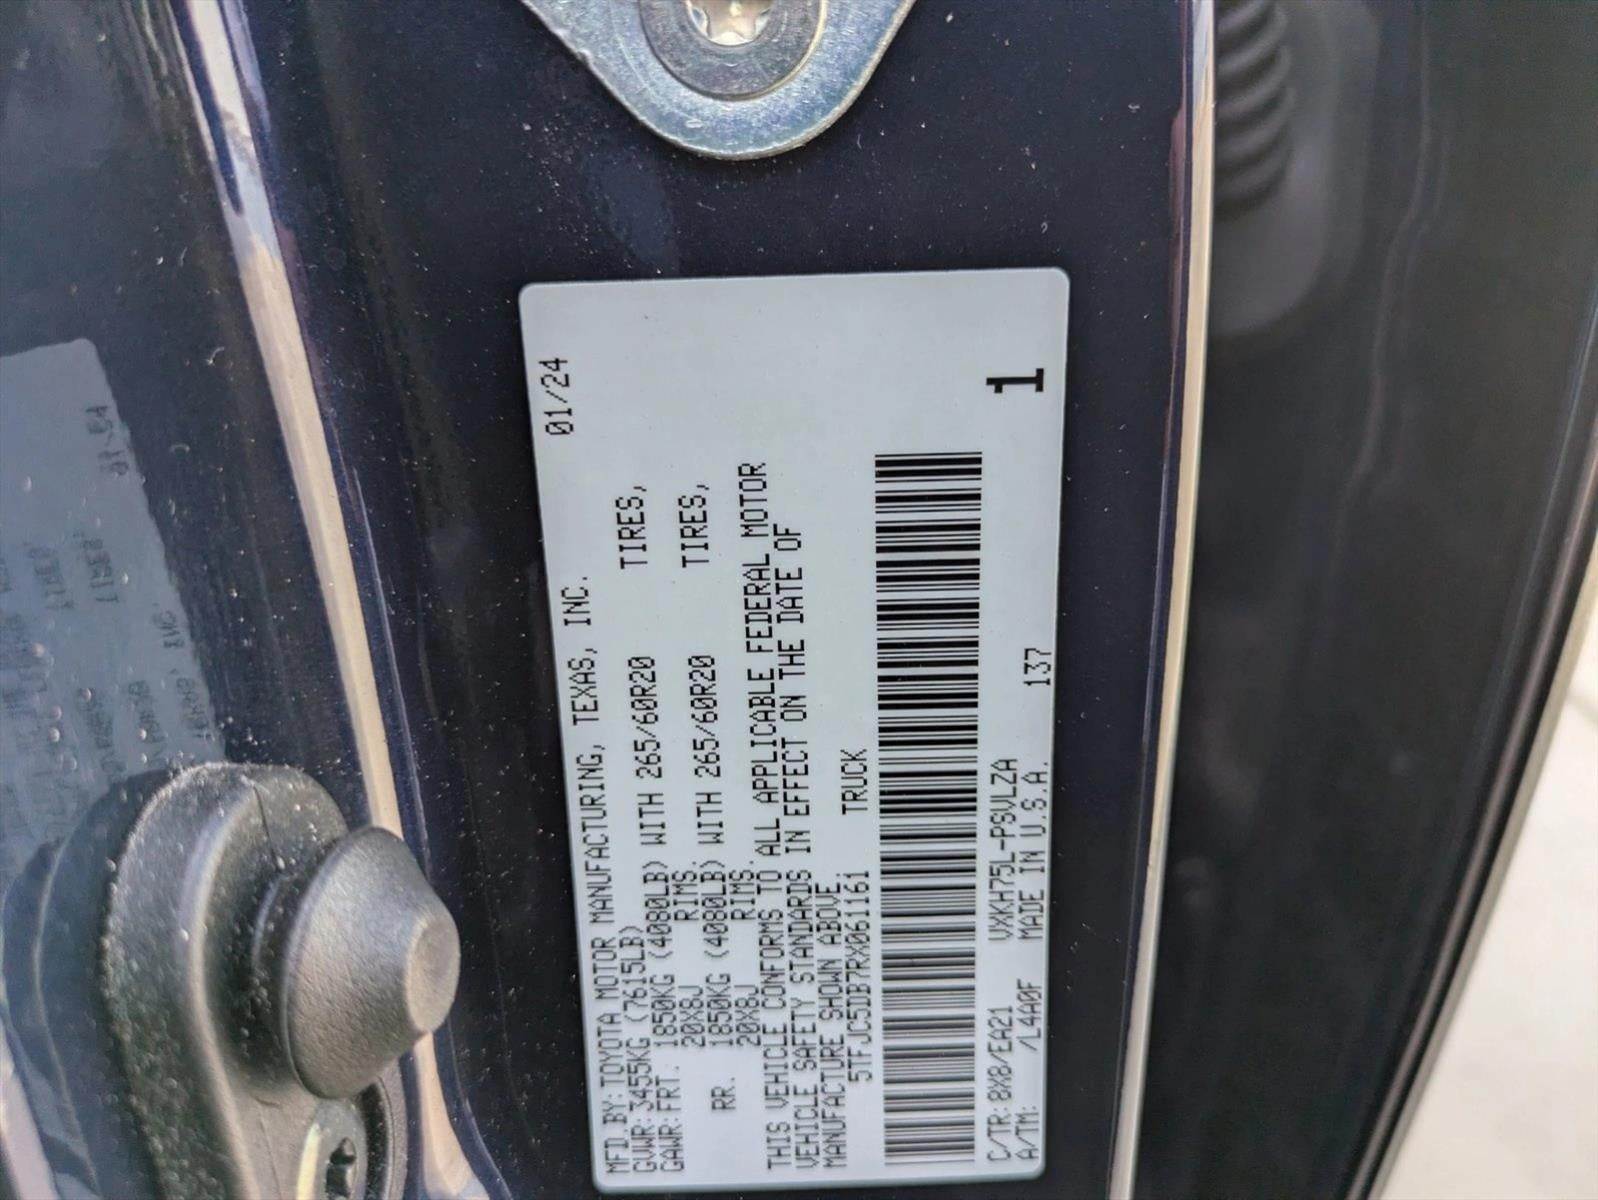 MFD BY: TOYOTA MOTOR MANUFACTURING, TEXAS, INC. 01/24
GVWR: 3455KG (7615LB)
GAWR: FRT. 1850KG (4080LB) WITH 265/60R20 TIRES,
20X8J RIMS.
RR. 1850KG (4080LB) WITH 265/60R20 TIRES,
20X8J RIMS.
THIS VEHICLE CONFORMS TO ALL APPLICABLE FEDERAL MOTOR
VEHICLE SAFETY STANDARDS IN EFFECT ON THE DATE OF
MANUFACTURE SHOWN ABOVE.
5TFJC5DB7RX061161 TRUCK
C/TR: 8X8/EA21 VXKH75L-PSVLZA 137 1
A/TM: /L4A0F MADE IN U.S.A.